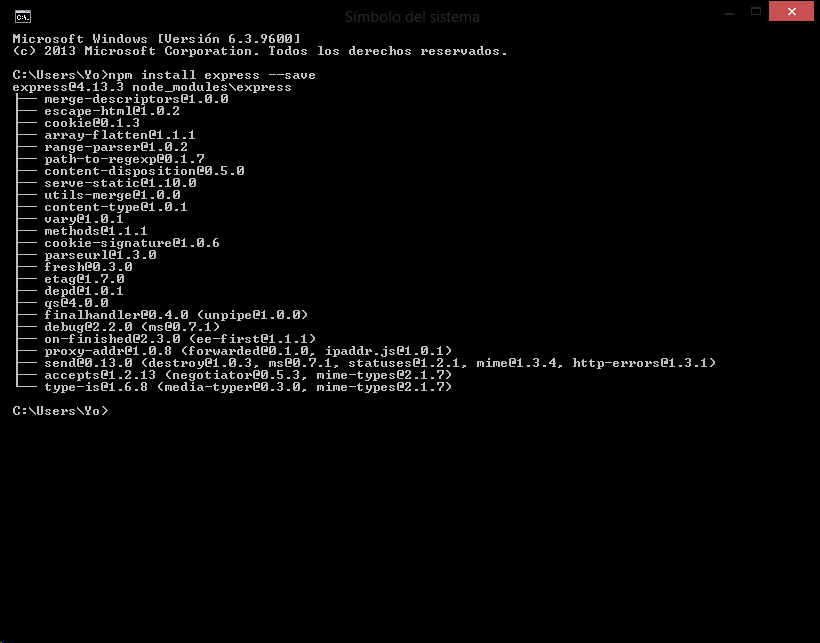 Símbolo del sistema
Microsoft Windows [Versión 6.3.9600]
(c) 2013 Microsoft Corporation. Todos los derechos reservados.
C:\Users\Yo>npm install express --save
express@4.13.3 node_modules\express
├── merge-descriptors@1.0.0
├── escape-html@1.0.2
├── cookie@0.1.3
├── array-flatten@1.1.1
├── range-parser@1.0.2
├── path-to-regexp@0.1.7
├── content-disposition@0.5.0
├── serve-static@1.10.0
├── utils-merge@1.0.0
├── content-type@1.0.1
├── vary@1.0.1
├── methods@1.1.1
├── cookie-signature@1.0.6
├── parseurl@1.3.0
├── fresh@0.3.0
├── etag@1.7.0
├── depd@1.0.1
├── qs@4.0.0
├── finalhandler@0.4.0 (unpipe@1.0.0)
├── debug@2.2.0 (ms@0.7.1)
├── on-finished@2.3.0 (ee-first@1.1.1)
├── proxy-addr@1.0.8 (forwarded@0.1.0, ipaddr.js@1.0.1)
├── send@0.13.0 (destroy@1.0.3, ms@0.7.1, statuses@1.2.1, mime@1.3.4, http-errors@1.3.1)
├── accepts@1.2.13 (negotiator@0.5.3, mime-types@2.1.7)
└── type-is@1.6.8 (media-typer@0.3.0, mime-types@2.1.7)
C:\Users\Yo>